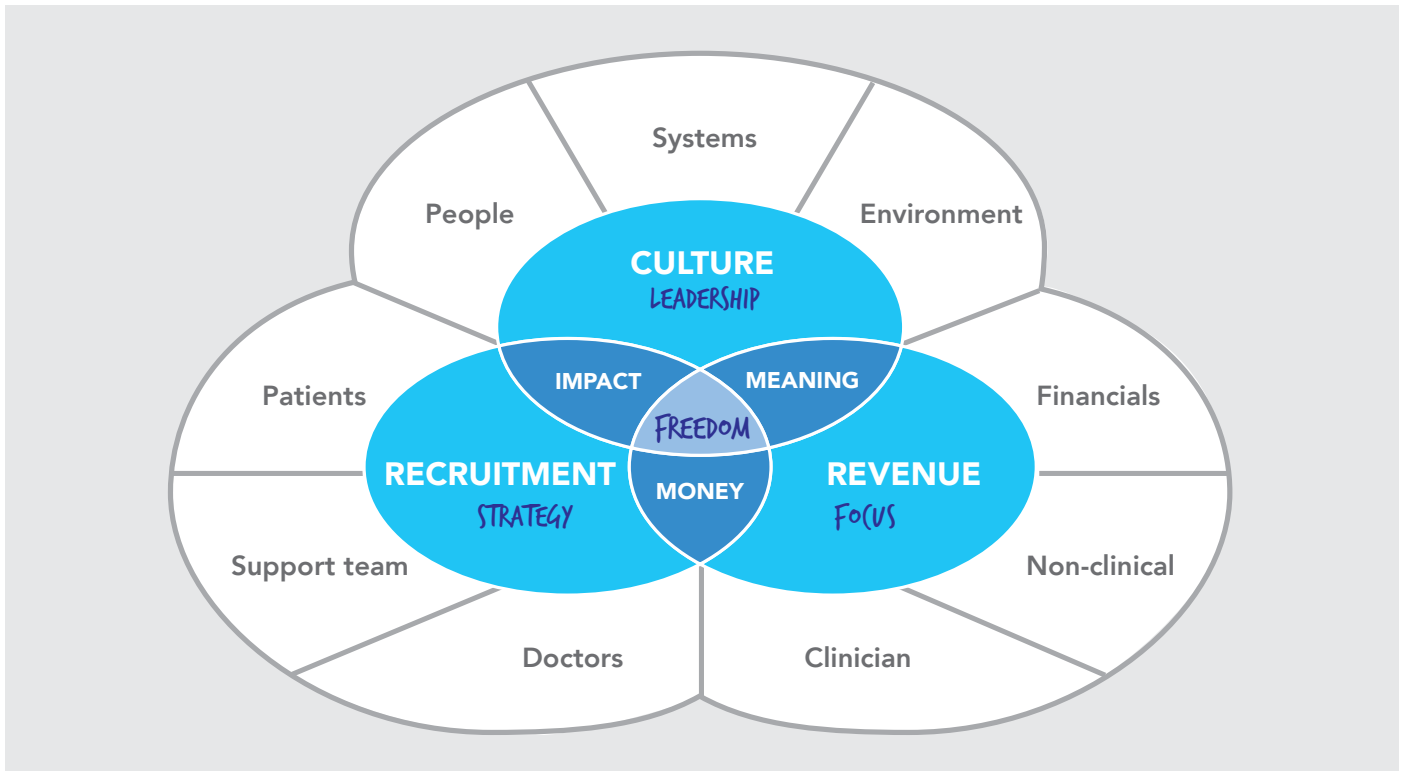 Systems
People
Environment
CULTURE
LEADERSHIP
IMPACT
MEANING
Patients
Financials
FREEDOM
RECRUITMENT
REVENUE
MONEY
STRATEGY
FOCUS
Support team
Non-clinical
Doctors
Clinician